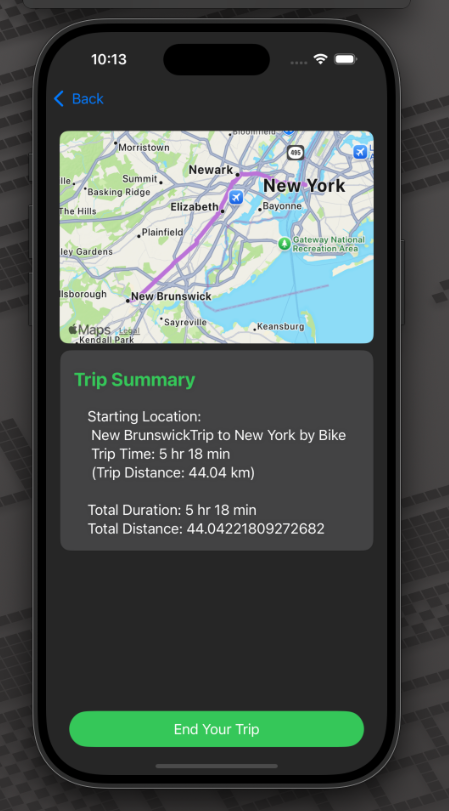 10:13
Back
Bloomfield
Morristown
495
Newark
Summit
New York
Basking Ridge
The Hills
Elizabeth
Bayonne
Plainfield
Gateway National
Recreation Area
ley Gardens
llsborough
New Brunswick
Sayreville
Keansburg
Maps Legal
Kendall Park
Trip Summary
Starting Location:
New BrunswickTrip to New York by Bike
Trip Time: 5 hr 18 min
(Trip Distance: 44.04 km)
Total Duration: 5 hr 18 min
Total Distance: 44.04221809272682
End Your Trip